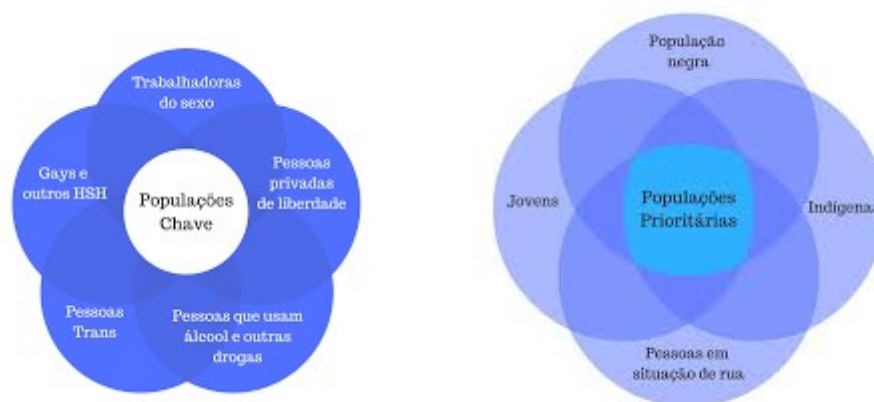 Trabalhadoras
do sexo
Gays e
outros HSH
Pessoas
privadas
de liberdade
Populações
Chave
Pessoas
Trans
Pessoas que usam
álcool e outras
drogas
População
negra
Jovens
Populações
Prioritárias
Indígenas
Pessoas em
situação de rua